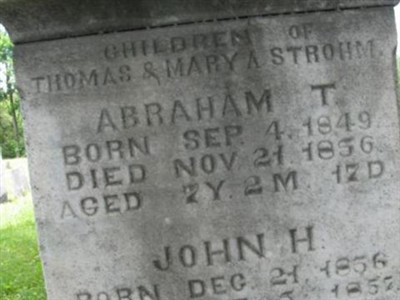 CHILDREN OF
THOMAS & MARY A STROHM.
ABRAHAM T
BORN SEP. 4. 1849.
DIED NOV 21. 1856.
AGED 7Y. 2M. 17D
JOHN H.
BORN DEC. 21. 1856.
1857